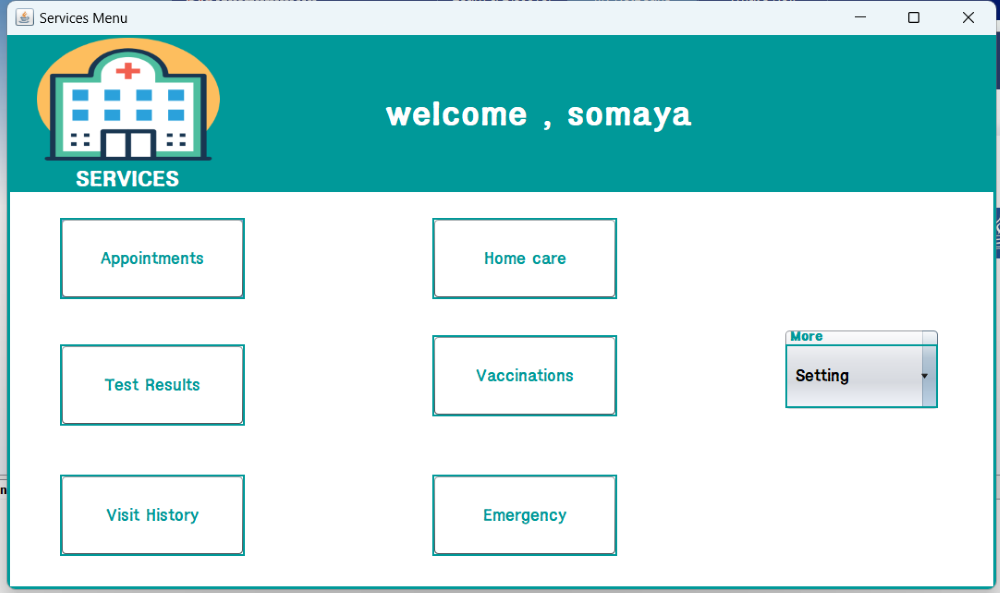 Services Menu
welcome , somaya
SERVICES
Appointments
Home care
Test Results
Vaccinations
More
Setting
Visit History
Emergency